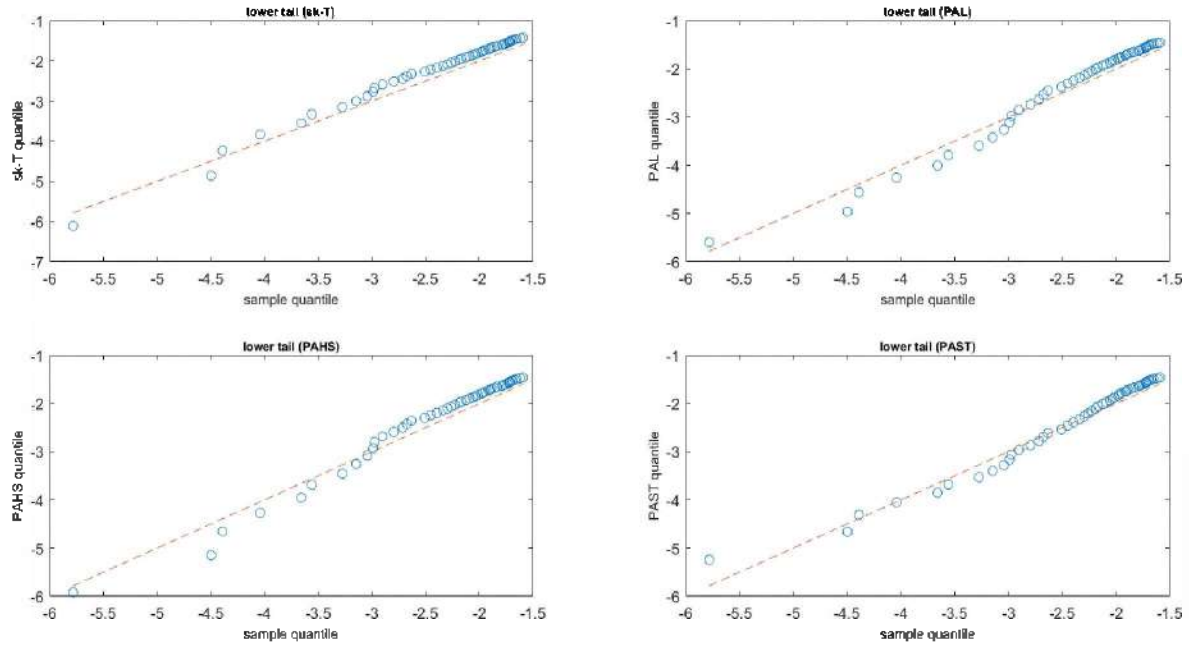 lower tail (sk-T)
-1
-2
-3
-4
-5
-6
-7
sk-T quantile
-6 -5.5 -5 -4.5 -4 -3.5 -3 -2.5 -2 -1.5
sample quantile
lower tail (PAL)
-1
-2
-3
-4
-5
-6
PAL quantile
-6 -5.5 -5 -4.5 -4 -3.5 -3 -2.5 -2 -1.5
sample quantile
lower tail (PAHS)
-1
-2
-3
-4
-5
-6
PAHS quantile
-6 -5.5 -5 -4.5 -4 -3.5 -3 -2.5 -2 -1.5
sample quantile
lower tail (PAST)
-1
-2
-3
-4
-5
-6
PAST quantile
-6 -5.5 -5 -4.5 -4 -3.5 -3 -2.5 -2 -1.5
sample quantile